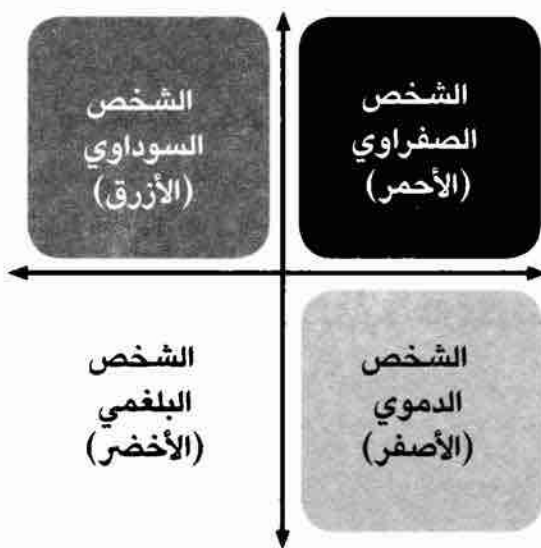 الشخص
الصفراوي
(الأحمر)
الشخص
السوداوي
(الأزرق)
الشخص
الدموي
(الأصفر)
الشخص
البلغمي
(الأخضر)